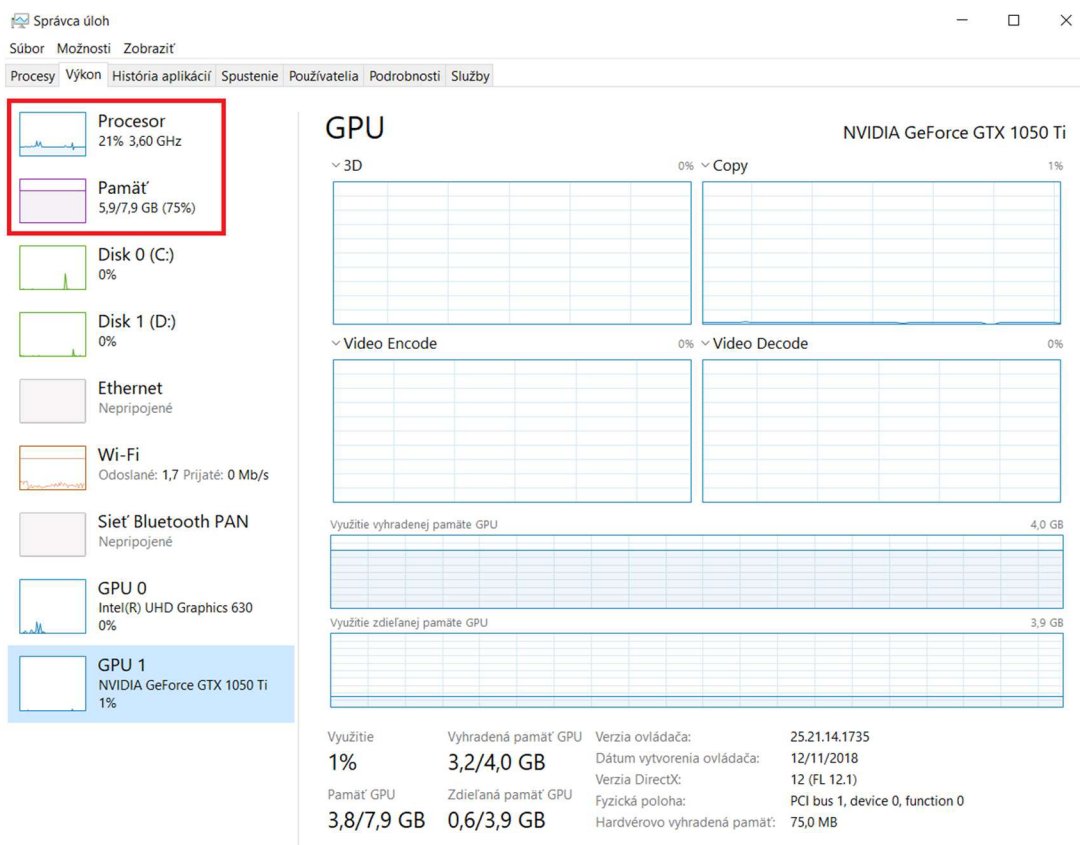 Správca úloh
Súbor Možnosti Zobraziť
Procesy Výkon História aplikácií Spustenie Používatelia Podrobnosti Služby
Procesor
21% 3,60 GHz
Pamäť
5,9/7,9 GB (75%)
Disk 0 (C:)
0%
Disk 1 (D:)
0%
Ethernet
Nepripojené
Wi-Fi
Odoslané: 1,7 Prijaté: 0 Mb/s
Sieť Bluetooth PAN
Nepripojené
GPU 0
Intel(R) UHD Graphics 630
0%
GPU 1
NVIDIA GeForce GTX 1050 Ti
1%
GPU
NVIDIA GeForce GTX 1050 Ti
3D 0%
Copy 1%
Video Encode 0%
Video Decode 0%
Využitie vyhradenej pamäte GPU 4,0 GB
Využitie zdieľanej pamäte GPU 3,9 GB
Využitie
1%
Vyhradená pamäť GPU
3,2/4,0 GB
Pamäť GPU
3,8/7,9 GB
Zdieľaná pamäť GPU
0,6/3,9 GB
Verzia ovládača: 25.21.14.1735
Dátum vytvorenia ovládača: 12/11/2018
Verzia DirectX: 12 (FL 12.1)
Fyzická poloha: PCI bus 1, device 0, function 0
Hardvérovo vyhradená pamäť: 75,0 MB